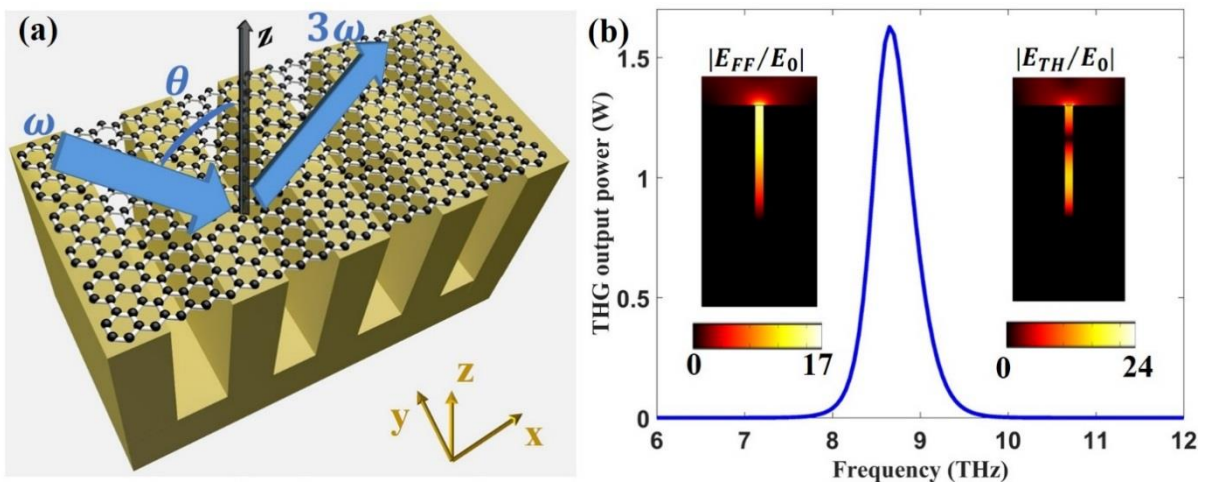 (a)
z
3ω
θ
ω
z
y
x
(b)
|E_FF/E_0|
|E_TH/E_0|
THG output power (W)
1.5
1
0.5
0
0 17
0 24
6 7 8 9 10 11 12
Frequency (THz)